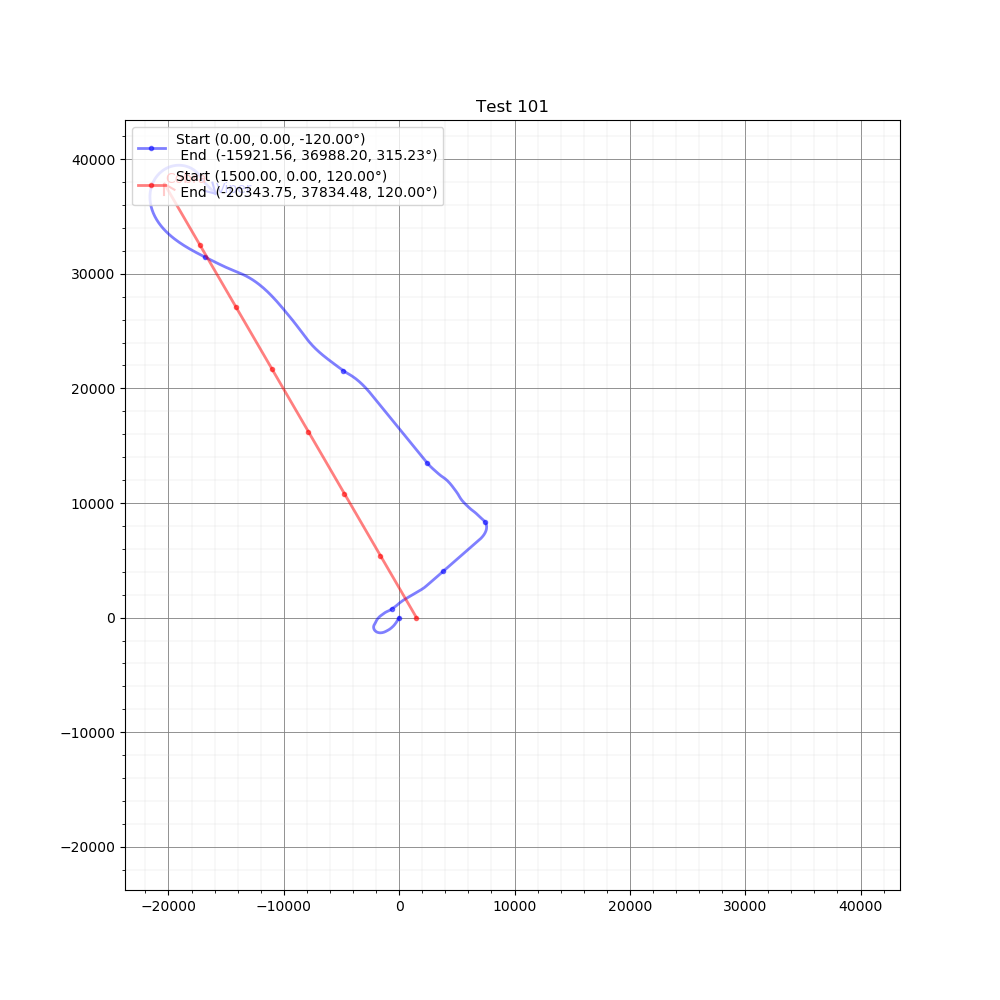 Test 101
Start (0.00, 0.00, -120.00°)
End (-15921.56, 36988.20, 315.23°)
Start (1500.00, 0.00, 120.00°)
End (-20343.75, 37834.48, 120.00°)
40000
30000
20000
10000
0
−10000
−20000
−20000 −10000 0 10000 20000 30000 40000